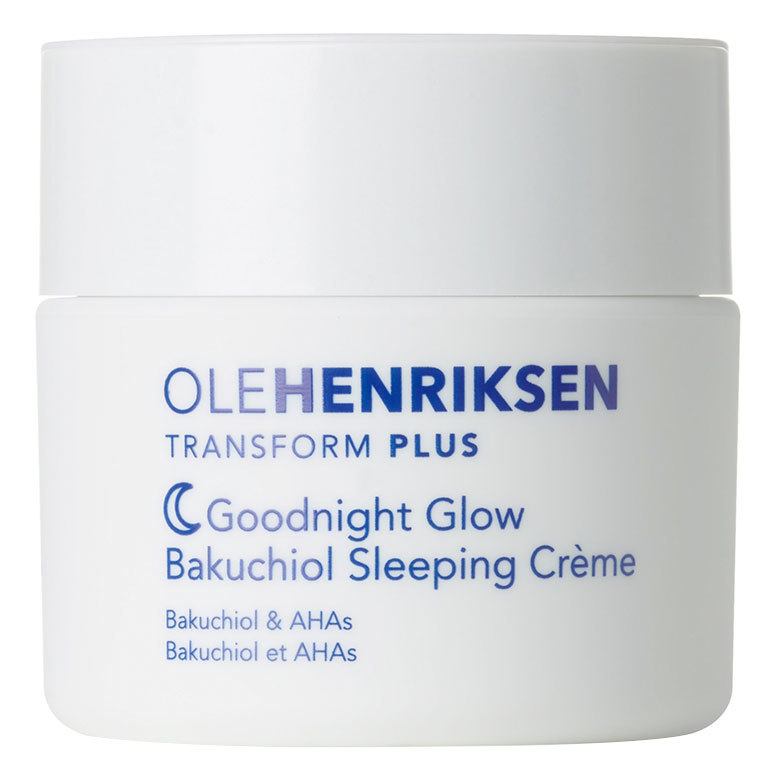 OLEHENRIKSEN
TRANSFORM PLUS
Goodnight Glow
Bakuchiol Sleeping Crème
Bakuchiol & AHAs
Bakuchiol et AHAs